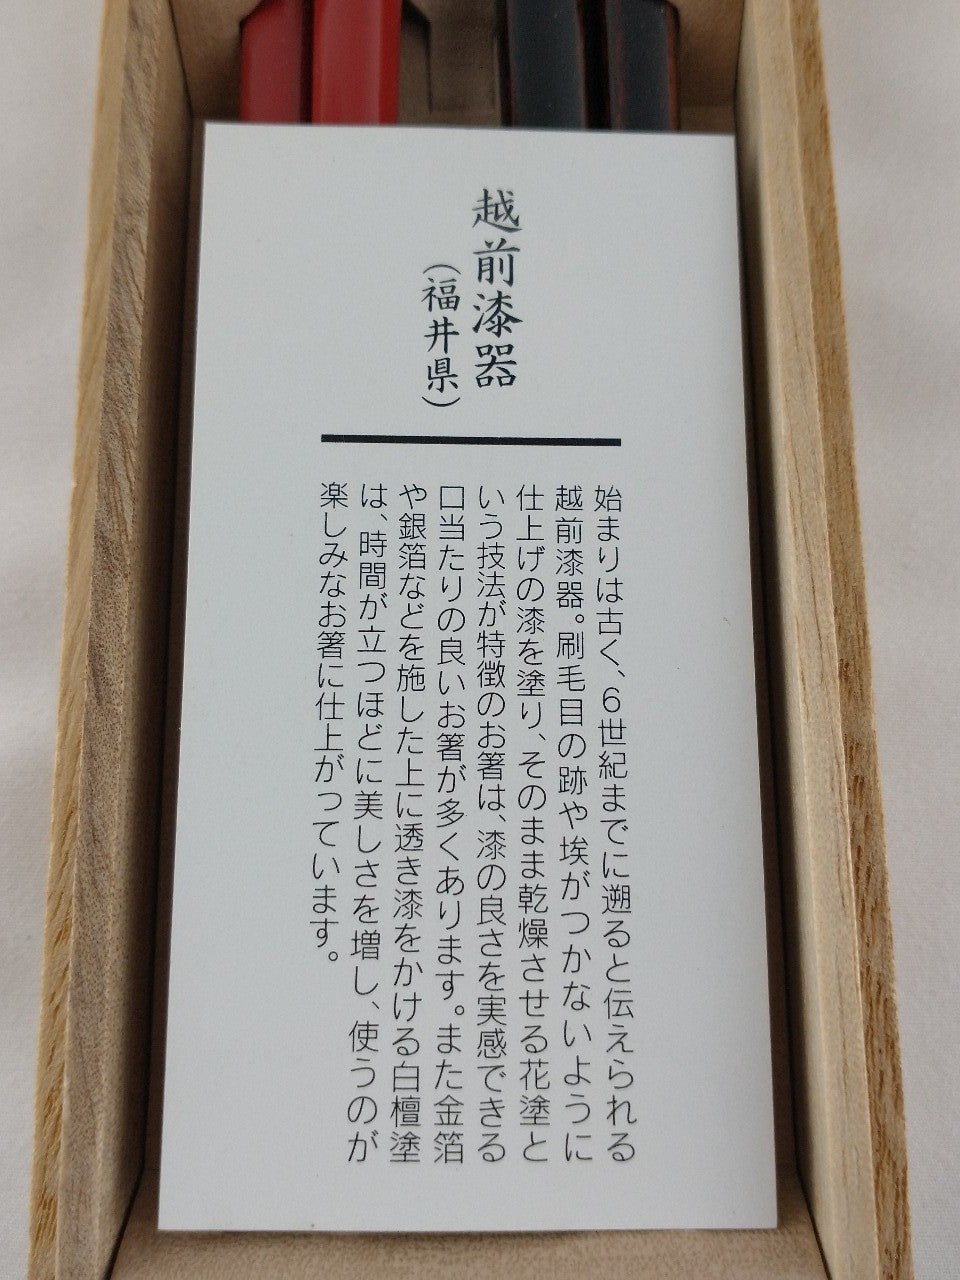 越前漆器
（福井県）
始まりは古く、6世紀までに遡ると伝えられる
越前漆器。刷毛目の跡や埃がつかないように
仕上げの漆を塗り、そのまま乾燥させる花塗と
いう技法が特徴のお箸は、漆の良さを実感できる
口当たりの良いお箸が多くあります。また金箔
や銀箔などを施した上に透き漆をかける白檀塗
は、時間が立つほどに美しさを増し、使うのが
楽しみなお箸に仕上がっています。